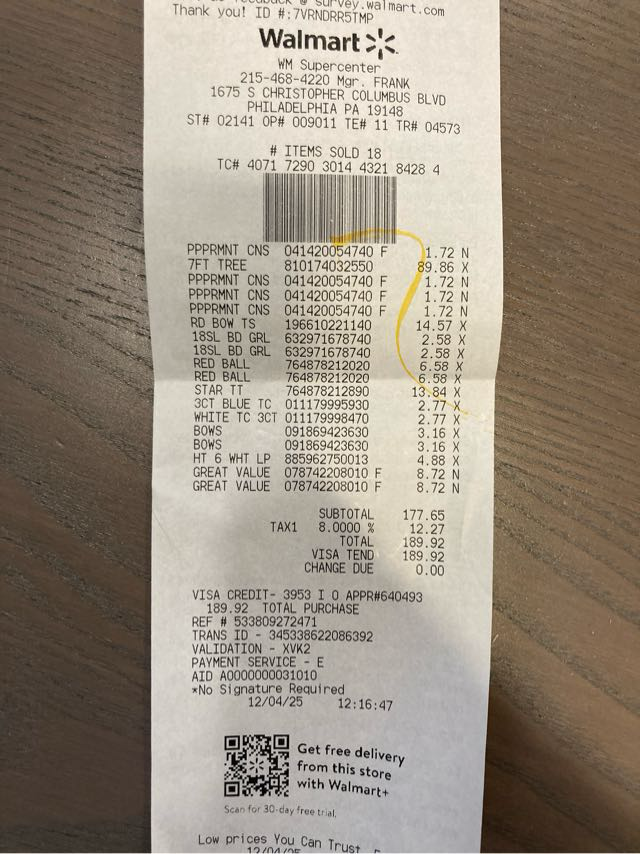 @ survey.walmart.com
Thank you! ID #:7VRNDRR5TMP
Walmart
WM Supercenter
215-468-4220 Mgr. FRANK
1675 S CHRISTOPHER COLUMBUS BLVD
PHILADELPHIA PA 19148
ST# 02141 OP# 009011 TE# 11 TR# 04573
# ITEMS SOLD 18
TC# 4071 7290 3014 4321 8428 4
PPPRMNT CNS 041420054740 F 1.72 N
7FT TREE 810174032550 89.86 X
PPPRMNT CNS 041420054740 F 1.72 N
PPPRMNT CNS 041420054740 F 1.72 N
PPPRMNT CNS 041420054740 F 1.72 N
RD BOW TS 196610221140 14.57 X
18SL BD GRL 632971678740 2.58 X
18SL BD GRL 632971678740 2.58 X
RED BALL 764878212020 6.58 X
RED BALL 764878212020 6.58 X
STAR TT 764878212890 13.84 X
3CT BLUE TC 011179995930 2.77 X
WHITE TC 3CT 011179998470 2.77 X
BOWS 091869423630 3.16 X
BOWS 091869423630 3.16 X
HT 6 WHT LP 885962750013 4.88 X
GREAT VALUE 078742208010 F 8.72 N
GREAT VALUE 078742208010 F 8.72 N
SUBTOTAL 177.65
TAX1 8.0000 % 12.27
TOTAL 189.92
VISA TEND 189.92
CHANGE DUE 0.00
VISA CREDIT- 3953 I 0 APPR#640493
189.92 TOTAL PURCHASE
REF # 533809272471
TRANS ID - 345338622086392
VALIDATION - XVK2
PAYMENT SERVICE - E
AID A0000000031010
*No Signature Required
12/04/25 12:16:47
Get free delivery
from this store
with Walmart+
Scan for 30-day free trial.
Low prices You Can Trust
12/04/25